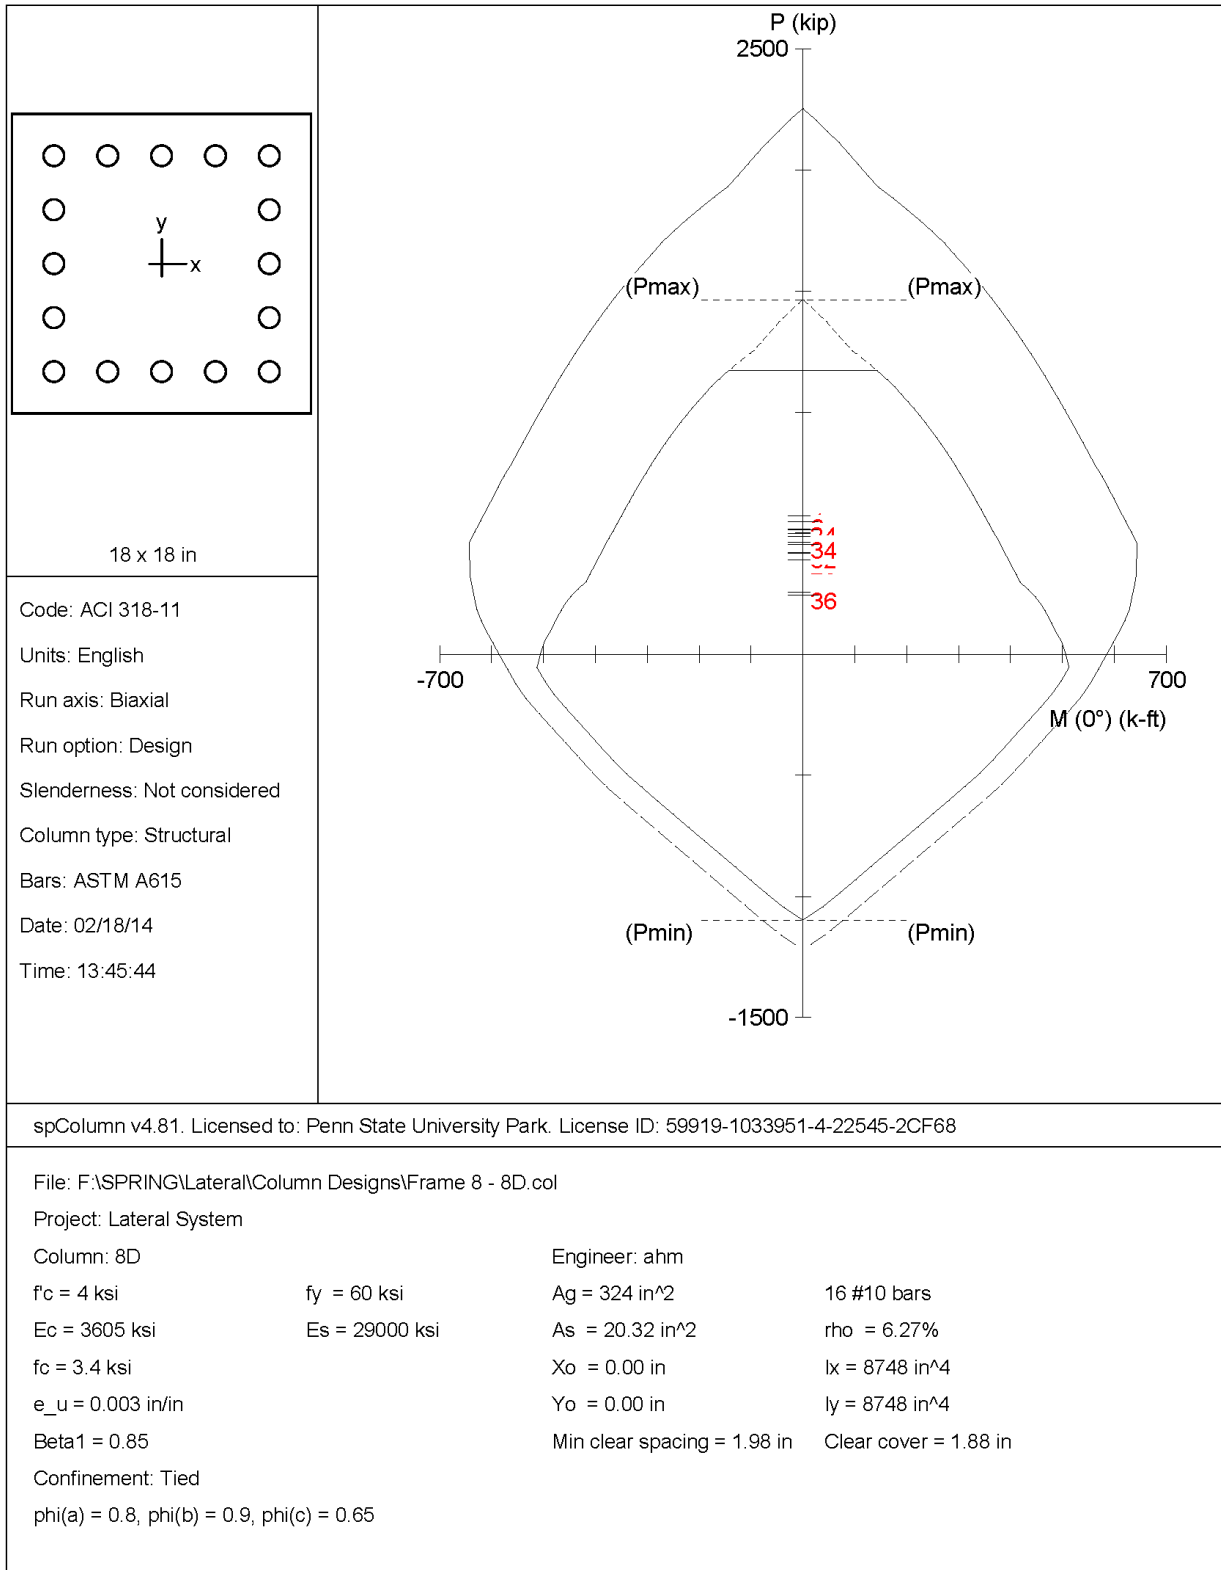 P (kip)
2500
y
x
(Pmax)
(Pmax)
18 x 18 in
34
36
-700
700
M (0°) (k-ft)
(Pmin)
(Pmin)
-1500
Code: ACI 318-11
Units: English
Run axis: Biaxial
Run option: Design
Slenderness: Not considered
Column type: Structural
Bars: ASTM A615
Date: 02/18/14
Time: 13:45:44
spColumn v4.81. Licensed to: Penn State University Park. License ID: 59919-1033951-4-22545-2CF68
File: F:\SPRING\Lateral\Column Designs\Frame 8 - 8D.col
Project: Lateral System
Column: 8D Engineer: ahm
f'c = 4 ksi fy = 60 ksi Ag = 324 in^2 16 #10 bars
Ec = 3605 ksi Es = 29000 ksi As = 20.32 in^2 rho = 6.27%
fc = 3.4 ksi Xo = 0.00 in Ix = 8748 in^4
e_u = 0.003 in/in Yo = 0.00 in Iy = 8748 in^4
Beta1 = 0.85 Min clear spacing = 1.98 in Clear cover = 1.88 in
Confinement: Tied
phi(a) = 0.8, phi(b) = 0.9, phi(c) = 0.65